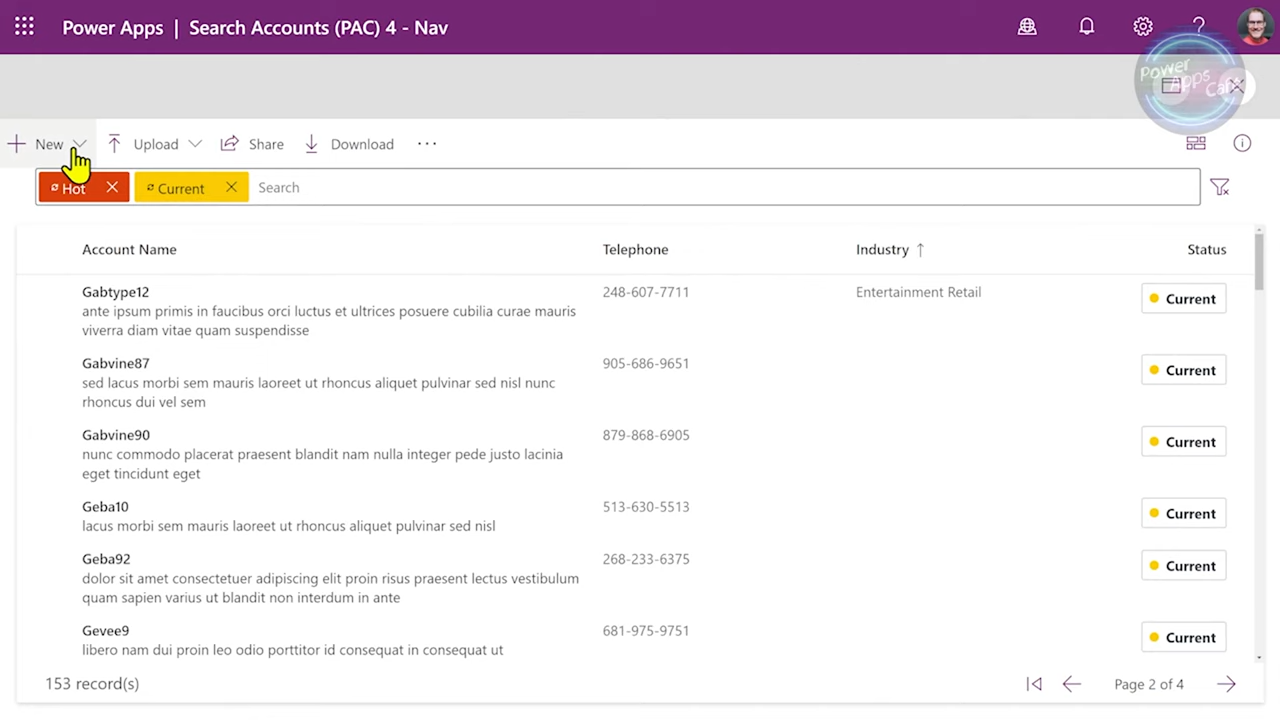 Power Apps | Search Accounts (PAC) 4 - Nav
Power Apps Café
New Upload Share Download ...
Hot Current Search
Account Name Telephone Industry Status
Gabtype12 248-607-7711 Entertainment Retail Current
ante ipsum primis in faucibus orci luctus et ultrices posuere cubilia curae mauris
viverra diam vitae quam suspendisse
Gabvine87 905-686-9651 Current
sed lacus morbi sem mauris laoreet ut rhoncus aliquet pulvinar sed nisl nunc
rhoncus dui vel sem
Gabvine90 879-868-6905 Current
nunc commodo placerat praesent blandit nam nulla integer pede justo lacinia
eget tincidunt eget
Geba10 513-630-5513 Current
lacus morbi sem mauris laoreet ut rhoncus aliquet pulvinar sed nisl
Geba92 268-233-6375 Current
dolor sit amet consectetuer adipiscing elit proin risus praesent lectus vestibulum
quam sapien varius ut blandit non interdum in ante
Gevee9 681-975-9751 Current
libero nam dui proin leo odio porttitor id consequat in consequat ut
153 record(s) Page 2 of 4